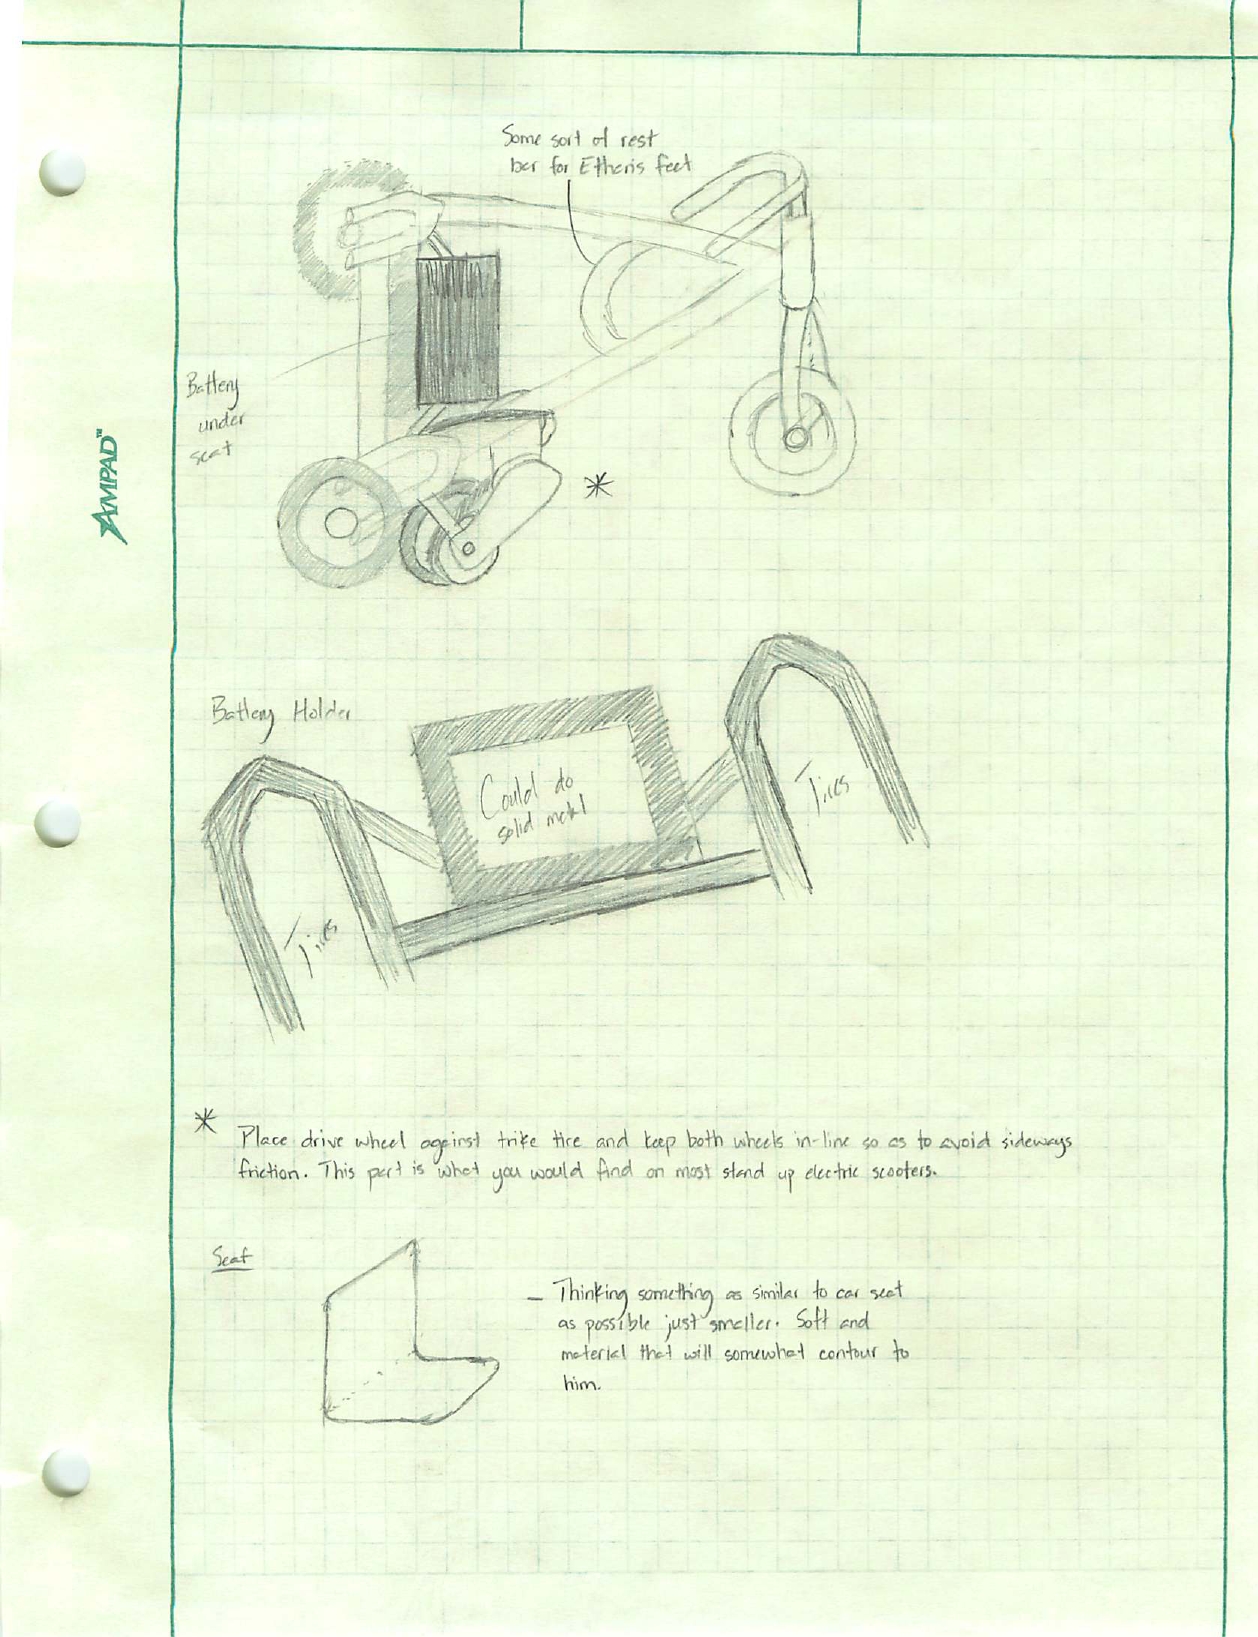 Some sort of rest
bar for Ethan's feet
Battery
under
seat
AMPAD™
*
Battery Holder
Could do
solid metal
Tires
Tires
* Place drive wheel against trike tire and keep both wheels in-line so as to avoid sideways
friction. This part is what you would find on most stand up electric scooters.
Seat
– Thinking something as similar to car seat
as possible just smaller. Soft and
material that will somewhat contour to
him.